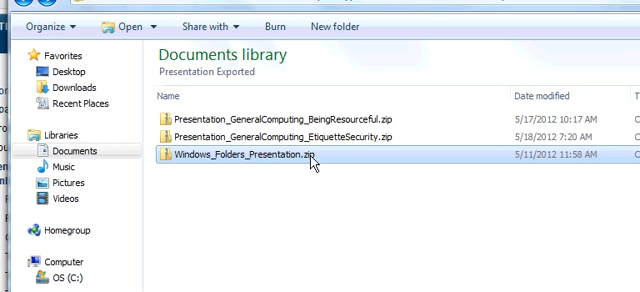 Organize Open Share with Burn New folder
Favorites
Desktop
Downloads
Recent Places
Libraries
Documents
Music
Pictures
Videos
Homegroup
Computer
OS (C:)
Documents library
Presentation Exported
Name Date modified
Presentation_GeneralComputing_BeingResourceful.zip 5/17/2012 10:17 AM
Presentation_GeneralComputing_EtiquetteSecurity.zip 5/18/2012 7:20 AM
Windows_Folders_Presentation.zip 5/11/2012 11:58 AM